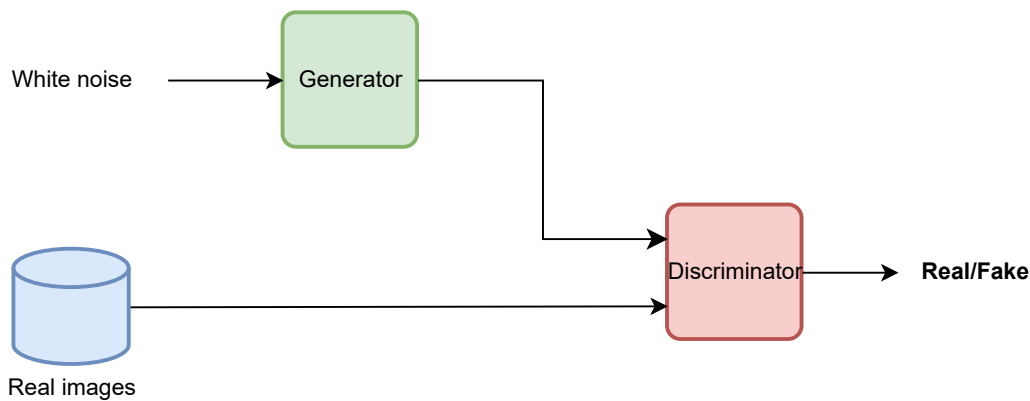 White noise
Generator
Discriminator
Real/Fake
Real images